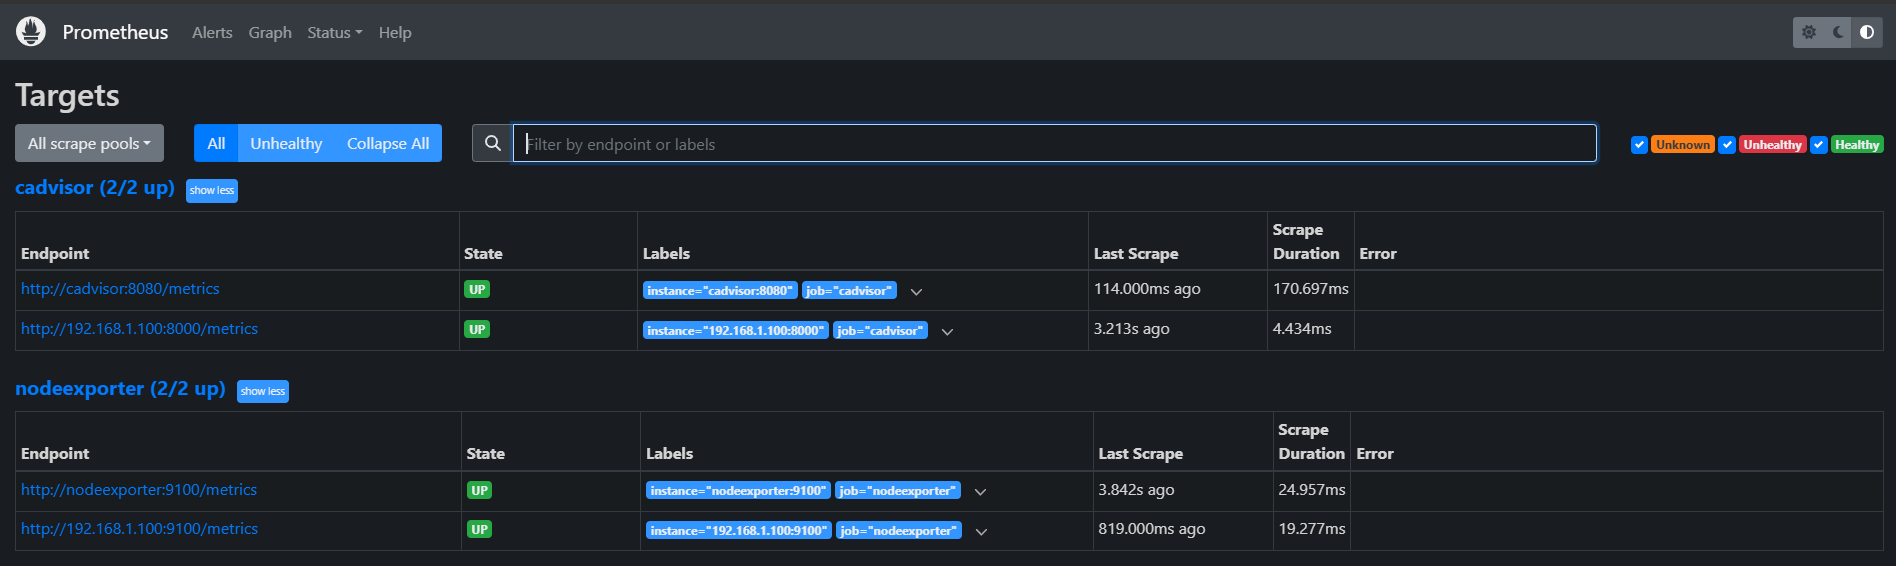 Prometheus Alerts Graph Status Help
Targets
All scrape pools All Unhealthy Collapse All Filter by endpoint or labels Unknown Unhealthy Healthy
cadvisor (2/2 up) show less
Endpoint State Labels Last Scrape Scrape Duration Error
http://cadvisor:8080/metrics UP instance="cadvisor:8080" job="cadvisor" 114.000ms ago 170.697ms
http://192.168.1.100:8000/metrics UP instance="192.168.1.100:8000" job="cadvisor" 3.213s ago 4.434ms
nodeexporter (2/2 up) show less
Endpoint State Labels Last Scrape Scrape Duration Error
http://nodeexporter:9100/metrics UP instance="nodeexporter:9100" job="nodeexporter" 3.842s ago 24.957ms
http://192.168.1.100:9100/metrics UP instance="192.168.1.100:9100" job="nodeexporter" 819.000ms ago 19.277ms